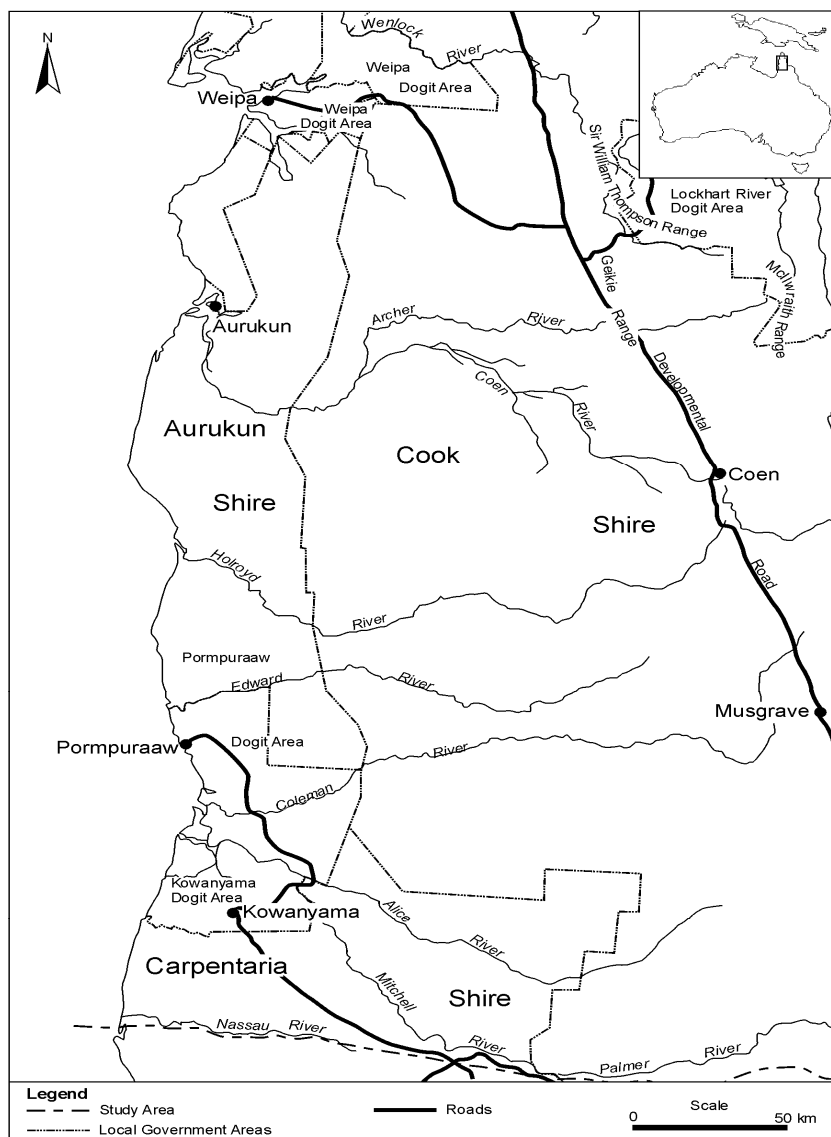 N
Wenlock
River
Weipa
Dogit Area
Weipa
Weipa
Dogit Area
Sir William Thompson Range
Lockhart River
Dogit Area
Geikie
Range
McIlwraith Range
Archer
River
Aurukun
Developmental
Coen
River
Aurukun
Cook
Coen
Shire
Shire
Holroyd
River
Road
Pormpuraaw
Edward
River
Musgrave
Pormpuraaw
Dogit Area
River
Coleman
Kowanyama
Dogit Area
Kowanyama
Alice
River
Carpentaria
Mitchell
Shire
Nassau River
River
Palmer River
Legend
Study Area
Local Government Areas
Roads
Scale
0 50 km